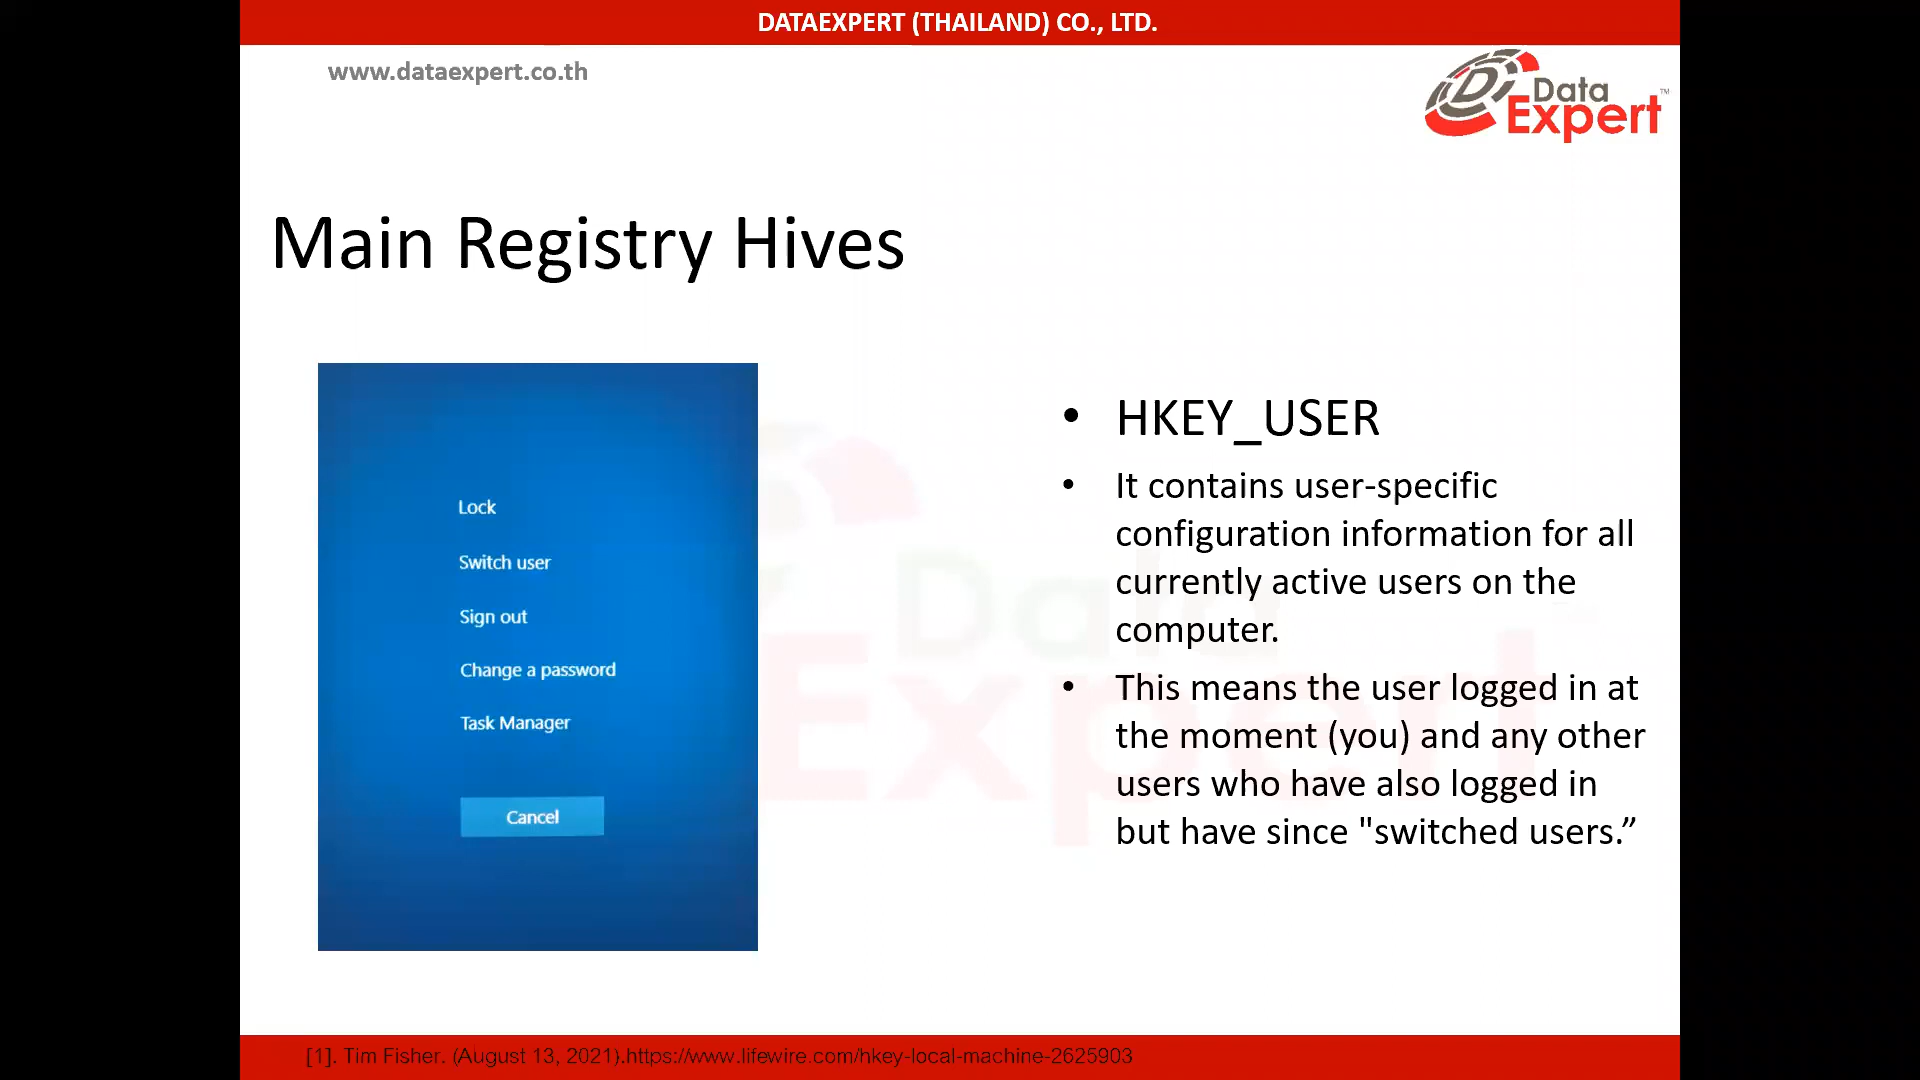 DATAEXPERT (THAILAND) CO., LTD.
www.dataexpert.co.th
Data
Expert™
Main Registry Hives
Lock
Switch user
Sign out
Change a password
Task Manager
Cancel
• HKEY_USER
• It contains user-specific
configuration information for all
currently active users on the
computer.
• This means the user logged in at
the moment (you) and any other
users who have also logged in
but have since "switched users.”
Data
Expert
[1]. Tim Fisher. (August 13, 2021).https://www.lifewire.com/hkey-local-machine-2625903